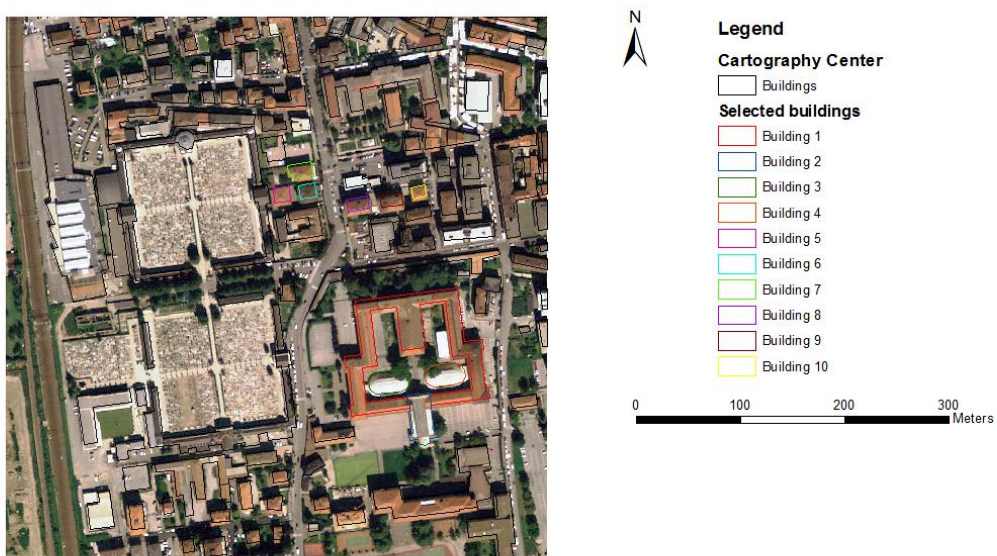 N
Legend
Cartography Center
Buildings
Selected buildings
Building 1
Building 2
Building 3
Building 4
Building 5
Building 6
Building 7
Building 8
Building 9
Building 10
0 100 200 300
Meters